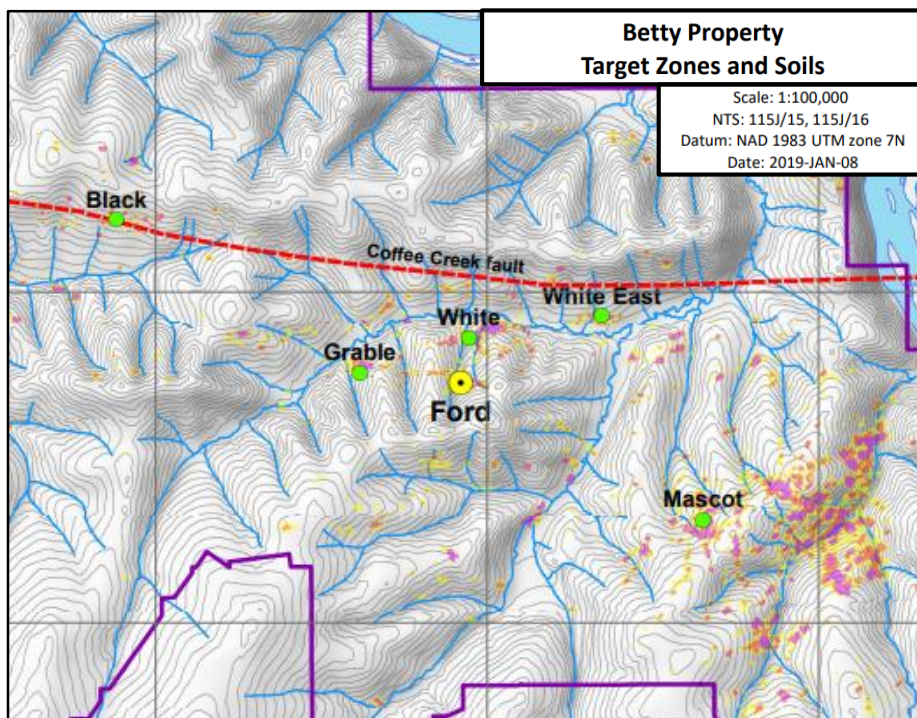 Betty Property
Target Zones and Soils
Scale: 1:100,000
NTS: 115J/15, 115J/16
Datum: NAD 1983 UTM zone 7N
Date: 2019-JAN-08
Black
Coffee Creek fault
White East
White
Grable
Ford
Mascot